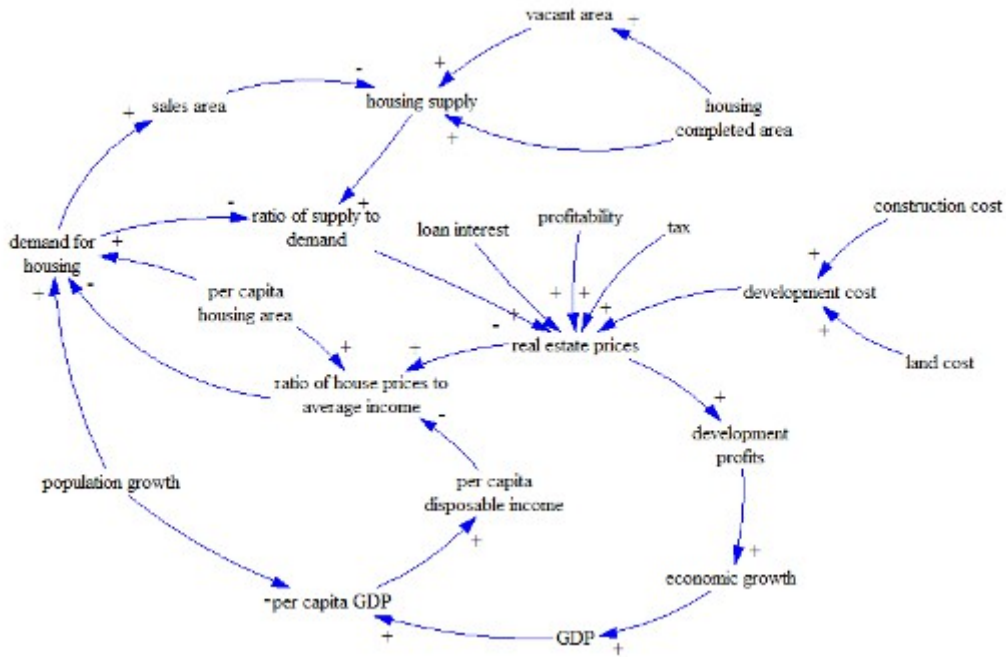 vacant area
sales area
housing supply
housing
completed area
ratio of supply to
demand
loan interest
profitability
tax
construction cost
demand for
housing
per capita
housing area
development cost
real estate prices
land cost
ratio of house prices to
average income
development
profits
population growth
per capita
disposable income
economic growth
per capita GDP
GDP